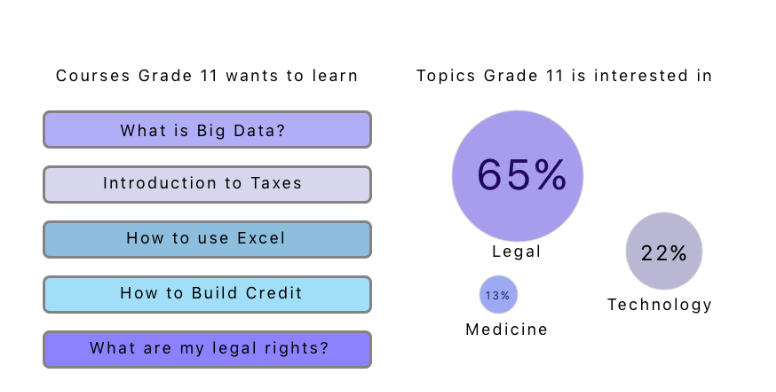 Courses Grade 11 wants to learn
What is Big Data?
Introduction to Taxes
How to use Excel
How to Build Credit
What are my legal rights?
Topics Grade 11 is interested in
65%
Legal
22%
Technology
13%
Medicine